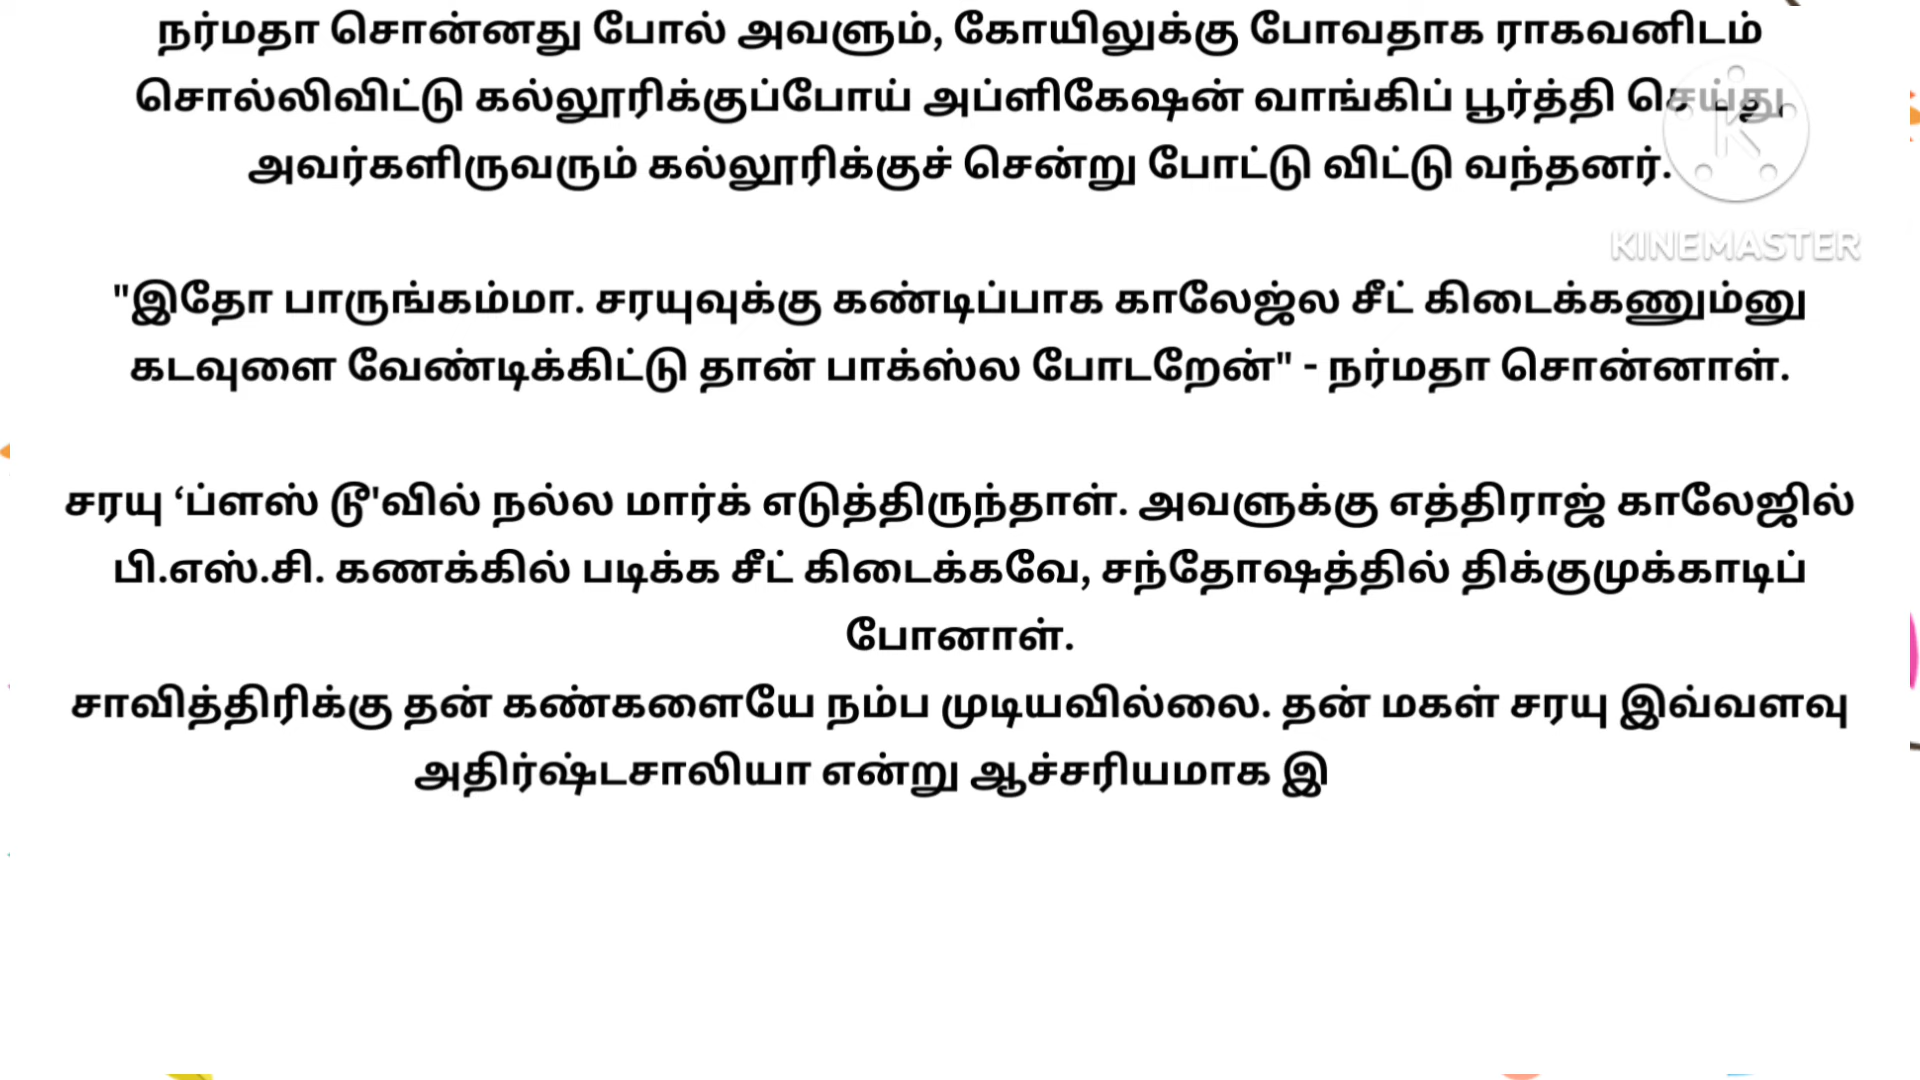 நர்மதா சொன்னது போல் அவளும், கோயிலுக்கு போவதாக ராகவனிடம்
சொல்லிவிட்டு கல்லூரிக்குப்போய் அப்ளிகேஷன் வாங்கிப் பூர்த்தி செய்து
அவர்களிருவரும் கல்லூரிக்குச் சென்று போட்டு விட்டு வந்தனர்.
KINEMASTER
"இதோ பாருங்கம்மா. சரயுவுக்கு கண்டிப்பாக காலேஜ்ல சீட் கிடைக்கணும்னு
கடவுளை வேண்டிக்கிட்டு தான் பாக்ஸ்ல போடறேன்" - நர்மதா சொன்னாள்.
சரயு ‘ப்ளஸ் டூ'வில் நல்ல மார்க் எடுத்திருந்தாள். அவளுக்கு எத்திராஜ் காலேஜில்
பி.எஸ்.சி. கணக்கில் படிக்க சீட் கிடைக்கவே, சந்தோஷத்தில் திக்குமுக்காடிப்
போனாள்.
சாவித்திரிக்கு தன் கண்களையே நம்ப முடியவில்லை. தன் மகள் சரயு இவ்வளவு
அதிர்ஷ்டசாலியா என்று ஆச்சரியமாக இ